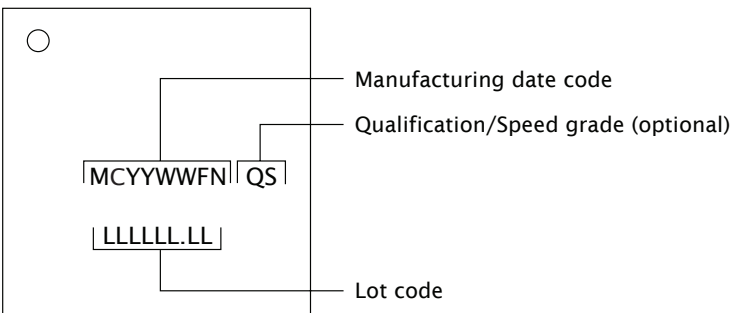 Manufacturing date code
Qualification/Speed grade (optional)
MCYYWWFN QS
LLLLLL.LL
Lot code